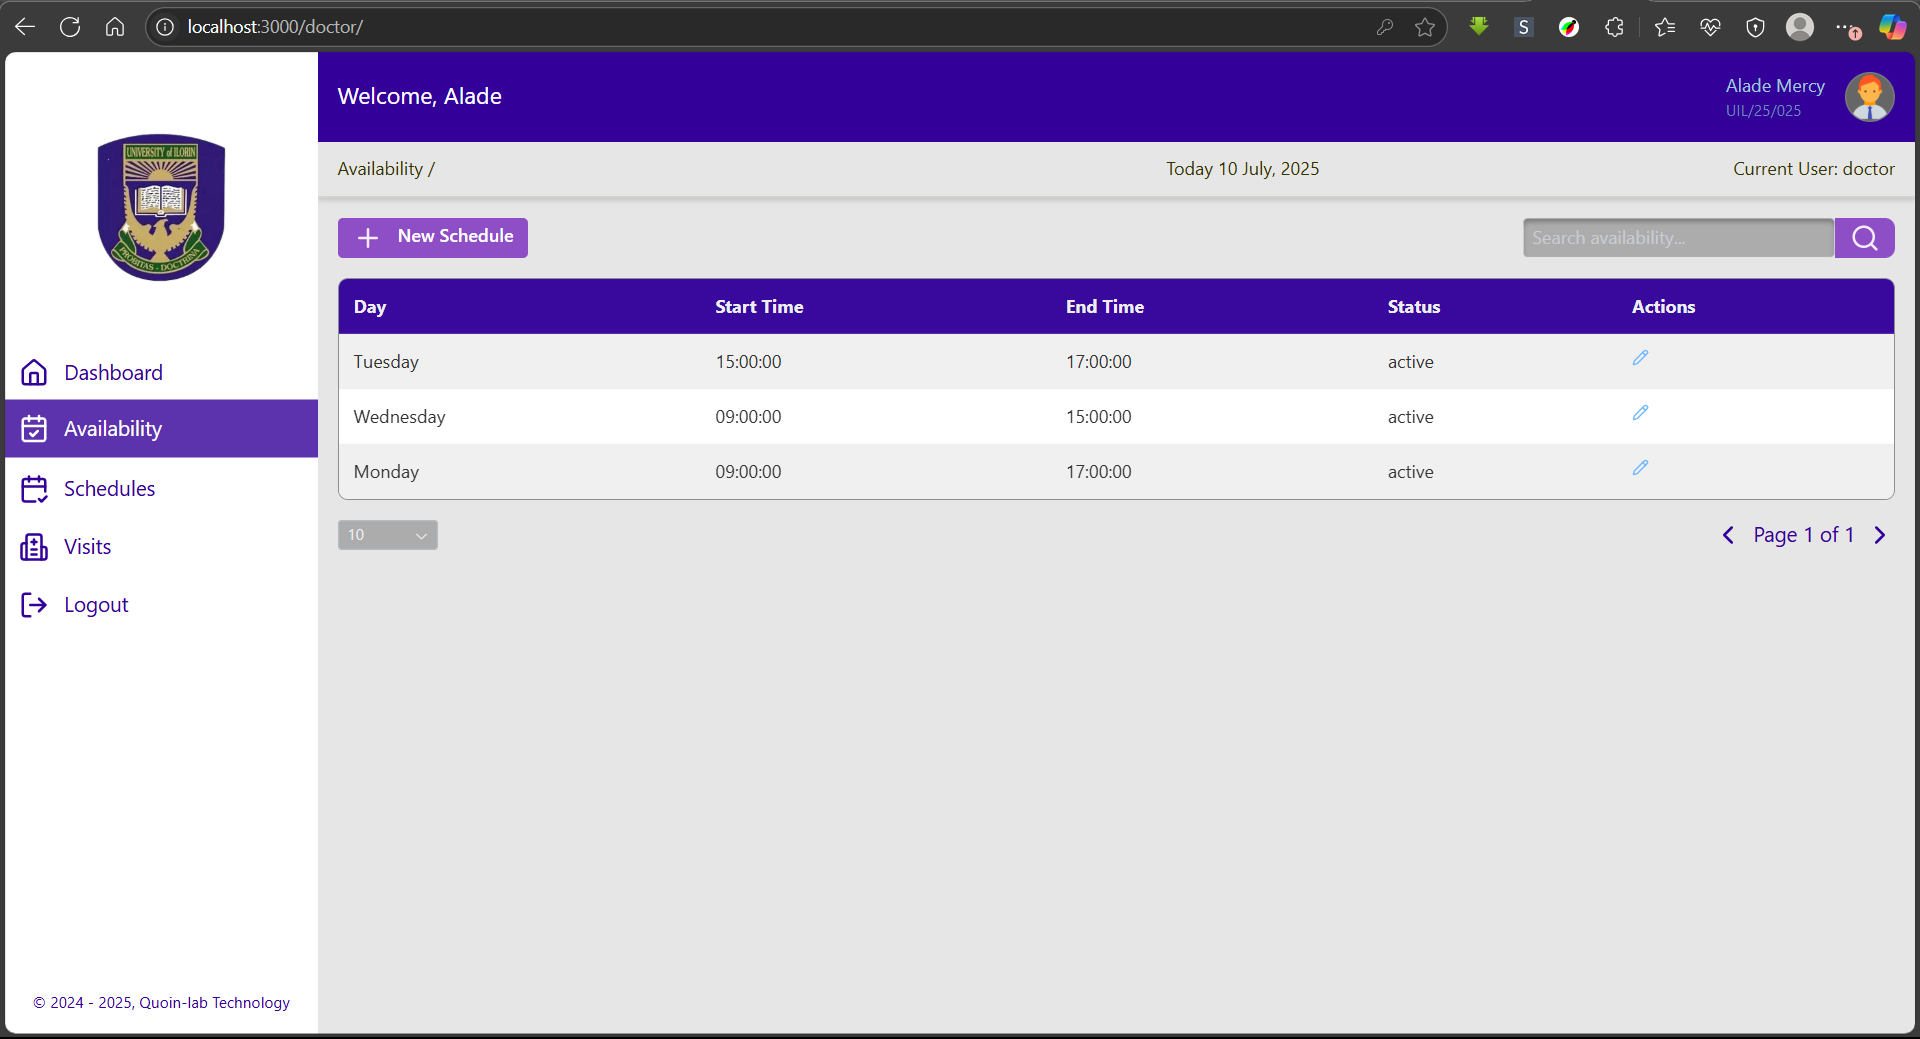 localhost:3000/doctor/
S
UNIVERSITY of ILORIN
PROBITAS - DOCTRINA
Dashboard
Availability
Schedules
Visits
Logout
© 2024 - 2025, Quoin-lab Technology
Welcome, Alade
Alade Mercy
UIL/25/025
Availability /
Today 10 July, 2025
Current User: doctor
New Schedule
Search availability...
Day Start Time End Time Status Actions
Tuesday 15:00:00 17:00:00 active
Wednesday 09:00:00 15:00:00 active
Monday 09:00:00 17:00:00 active
10
Page 1 of 1